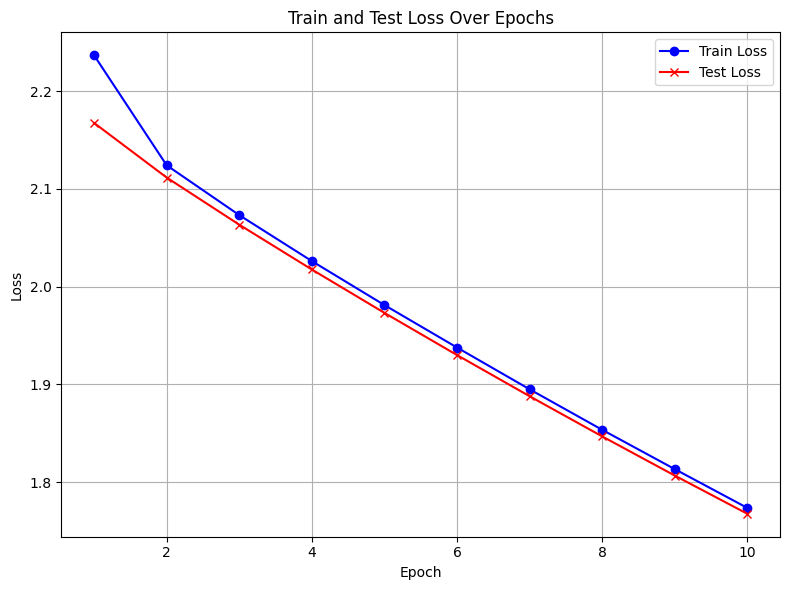 Train and Test Loss Over Epochs
Train Loss
Test Loss
2.2
2.1
2.0
1.9
1.8
Loss
2 4 6 8 10
Epoch